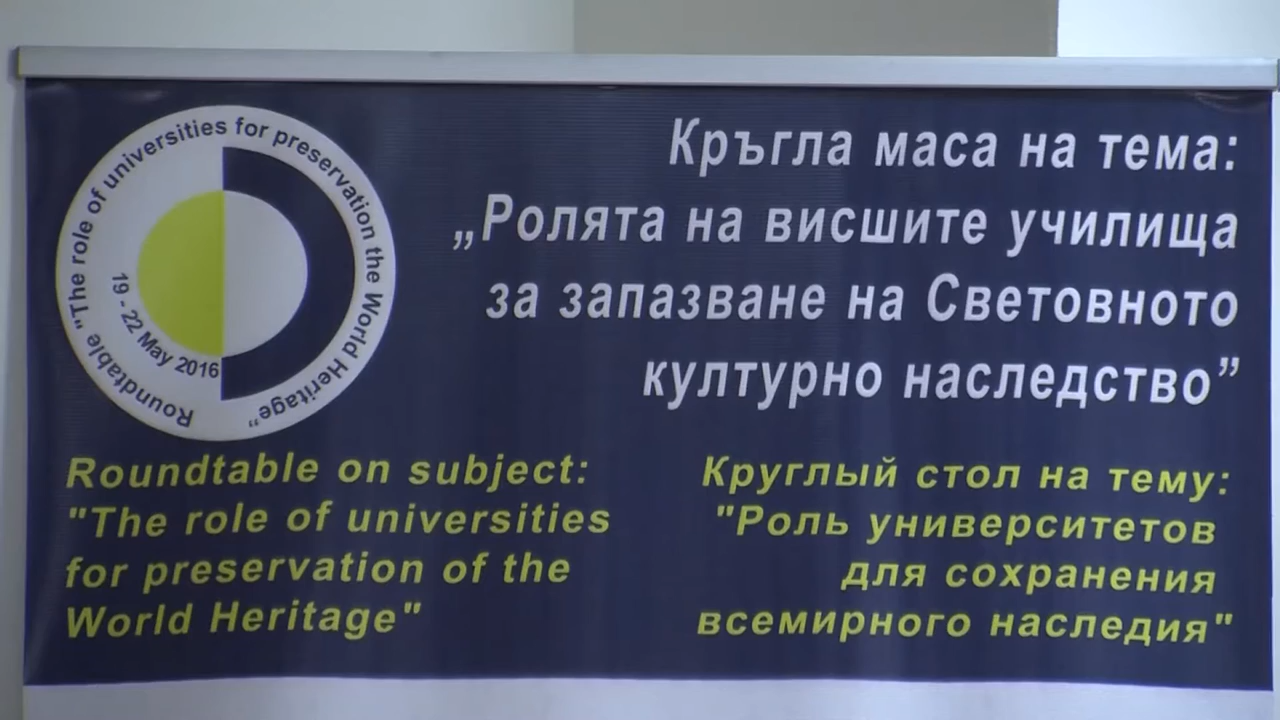 Roundtable "The role of universities for preservation the World Heritage"
19 - 22 May 2016
Кръгла маса на тема:
„Ролята на висшите училища
за запазване на Световното
културно наследство”
Roundtable on subject:
"The role of universities
for preservation of the
World Heritage"
Круглый стол на тему:
"Роль университетов
для сохранения
всемирного наследия"